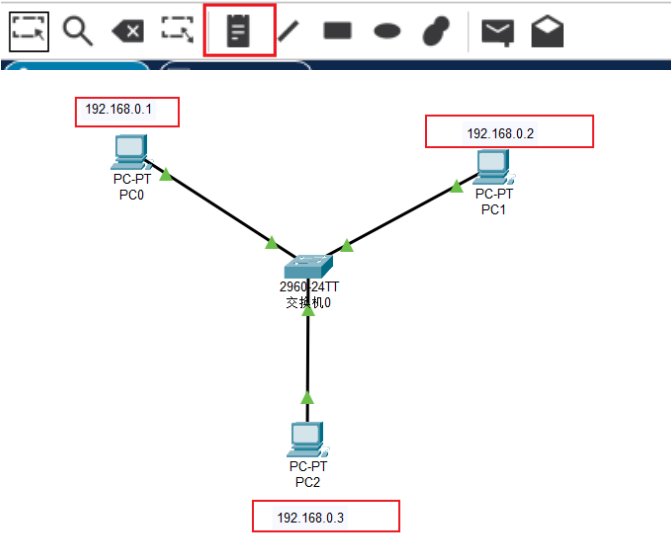 192.168.0.1
PC-PT
PC0
192.168.0.2
PC-PT
PC1
2960-24TT
交换机0
PC-PT
PC2
192.168.0.3